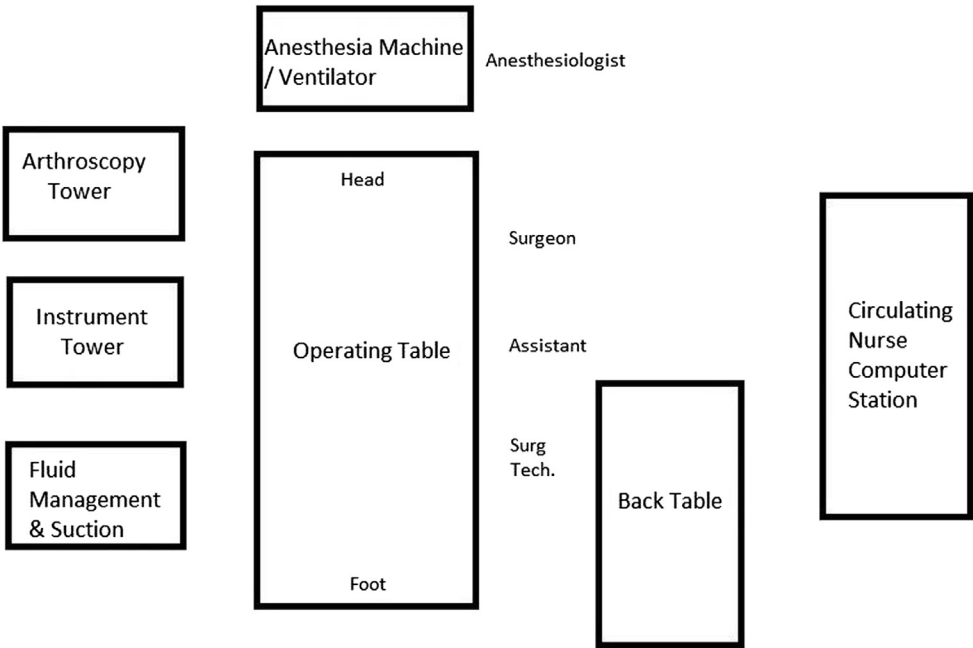 Anesthesia Machine
/ Ventilator
Anesthesiologist
Arthroscopy
Tower
Head
Surgeon
Instrument
Tower
Operating Table
Assistant
Circulating
Nurse
Computer
Station
Fluid
Management
& Suction
Surg
Tech.
Back Table
Foot